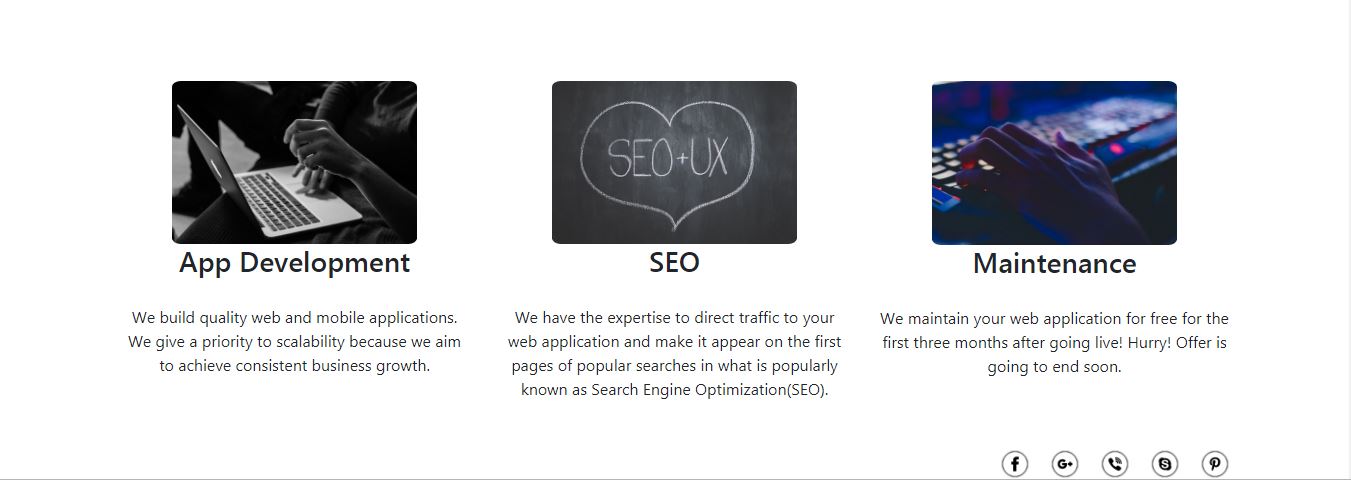 SEO+UX
App Development
We build quality web and mobile applications.
We give a priority to scalability because we aim
to achieve consistent business growth.
SEO
We have the expertise to direct traffic to your
web application and make it appear on the first
pages of popular searches in what is popularly
known as Search Engine Optimization(SEO).
Maintenance
We maintain your web application for free for the
first three months after going live! Hurry! Offer is
going to end soon.